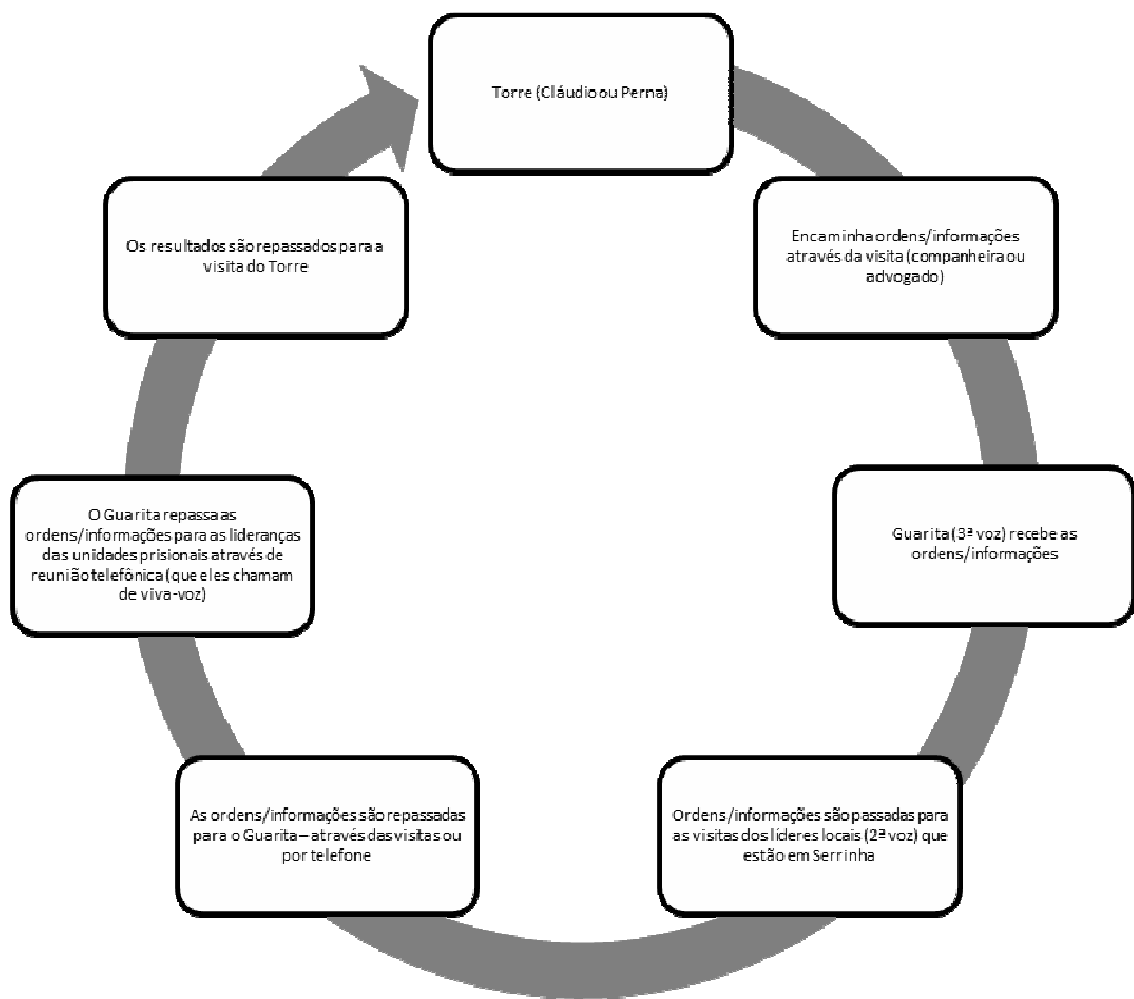 Torre (Cláudio ou Perna)
Encaminha ordens/informações
através da visita (companheira ou
advogado)
Guarita (3ª voz) recebe as
ordens/informações
Ordens/informações são passadas para
as visitas dos líderes locais (2ª voz) que
estão em Serrinha
As ordens/informações são repassadas
para o Guarita – através das visitas ou
por telefone
O Guarita repassa as
ordens/informações para as lideranças
das unidades prisionais através de
reunião telefônica (que eles chamam
de viva-voz)
Os resultados são repassados para a
visita do Torre